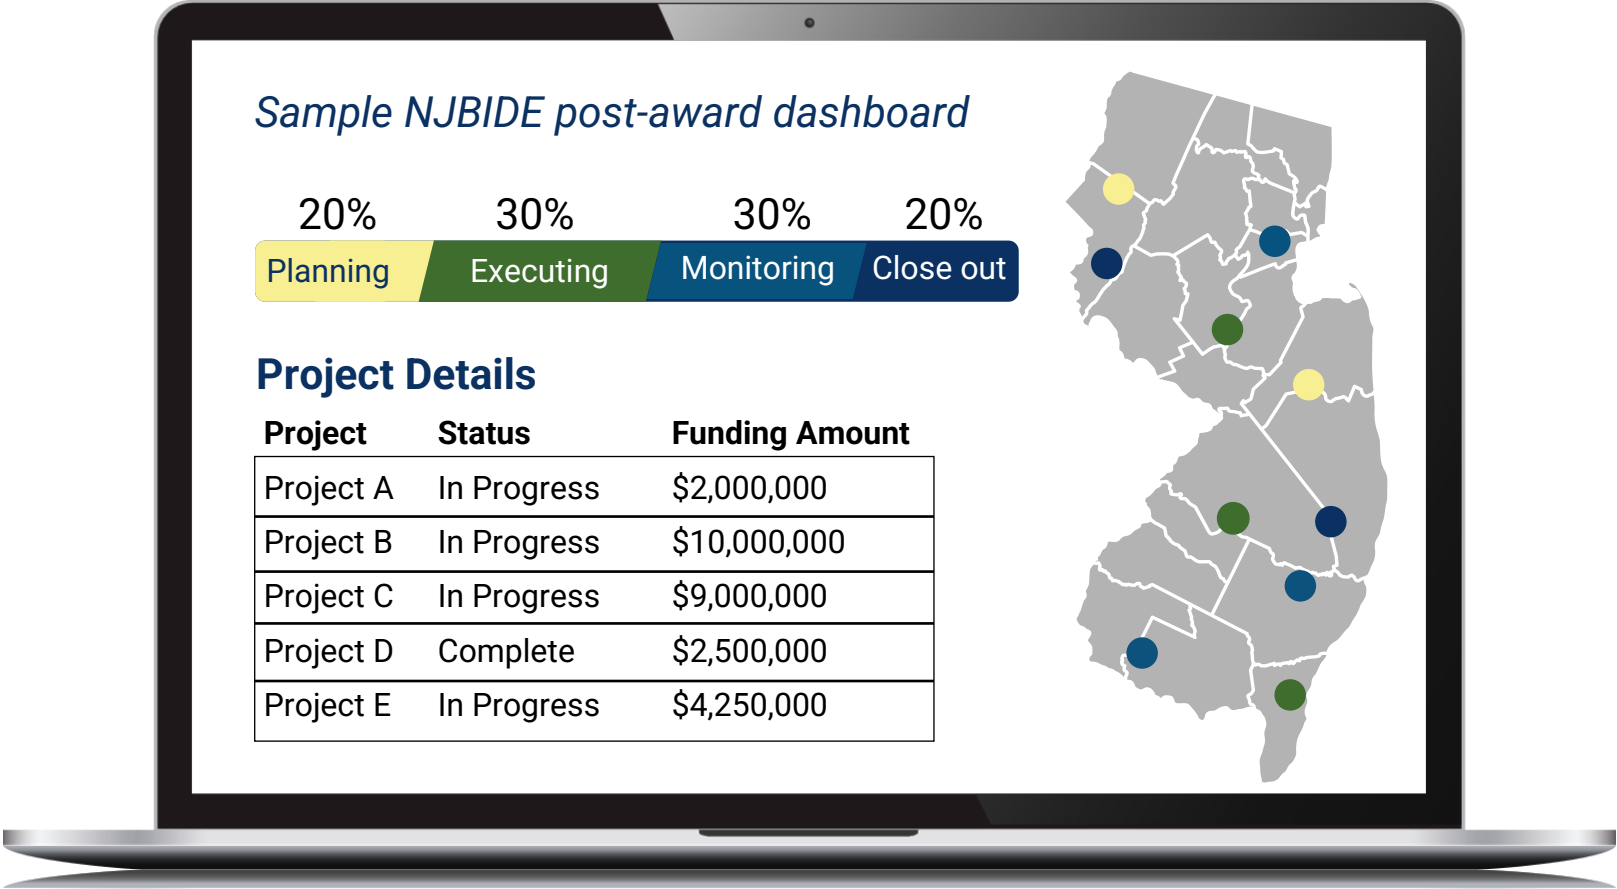 Sample NJBIDE post-award dashboard
20% 30% 30% 20%
Planning Executing Monitoring Close out
Project Details
Project Status Funding Amount
Project A In Progress $2,000,000
Project B In Progress $10,000,000
Project C In Progress $9,000,000
Project D Complete $2,500,000
Project E In Progress $4,250,000